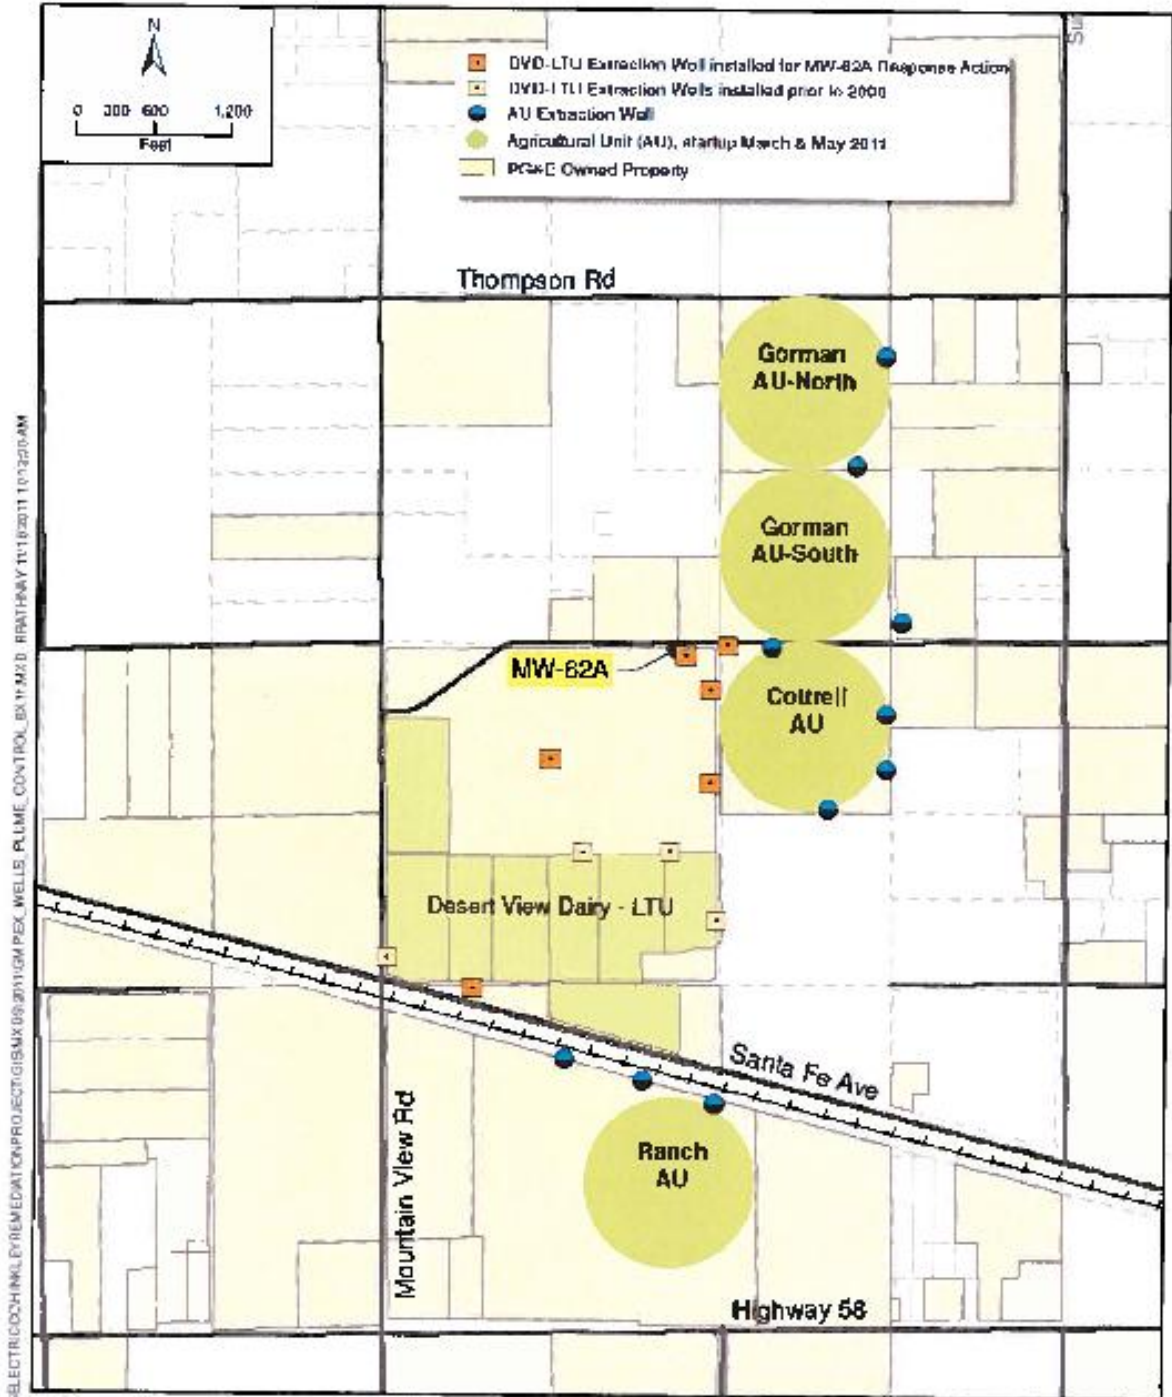 N
0 300 600 1,200
Feet
DVD-LTU Extraction Well installed for MW-62A Response Action
DVD-LTU Extraction Wells installed prior to 2000
AU Extraction Well
Agricultural Unit (AU), startup March & May 2011
PG&E Owned Property
Su
Thompson Rd
Gorman
AU-North
Gorman
AU-South
MW-62A
Cottrell
AU
Desert View Dairy - LTU
Santa Fe Ave
Ranch
AU
Mountain View Rd
Highway 58